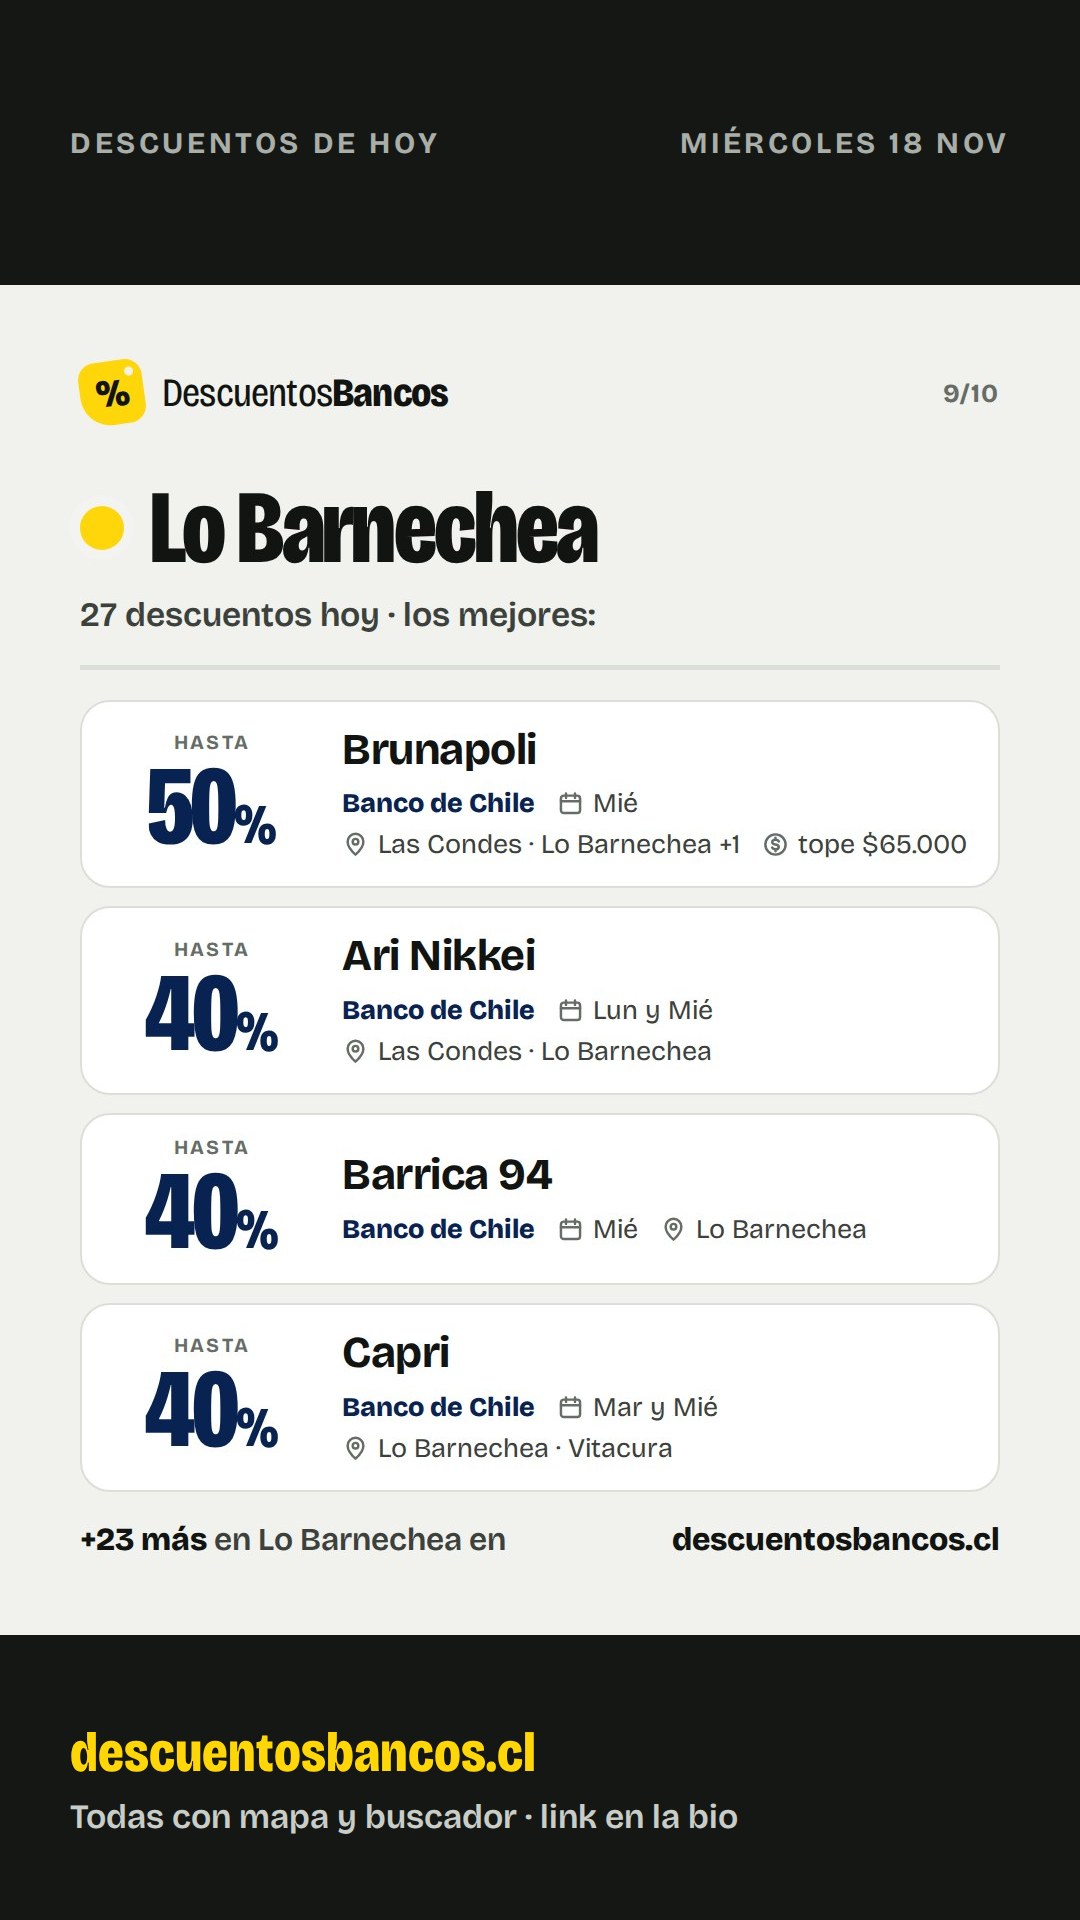 DESCUENTOS DE HOY MIÉRCOLES 18 NOV
% DescuentosBancos 9/10
Lo Barnechea
27 descuentos hoy · los mejores:
HASTA
50%
Brunapoli
Banco de Chile Mié
Las Condes · Lo Barnechea +1 tope $65.000
HASTA
40%
Ari Nikkei
Banco de Chile Lun y Mié
Las Condes · Lo Barnechea
HASTA
40%
Barrica 94
Banco de Chile Mié Lo Barnechea
HASTA
40%
Capri
Banco de Chile Mar y Mié
Lo Barnechea · Vitacura
+23 más en Lo Barnechea en descuentosbancos.cl
descuentosbancos.cl
Todas con mapa y buscador · link en la bio